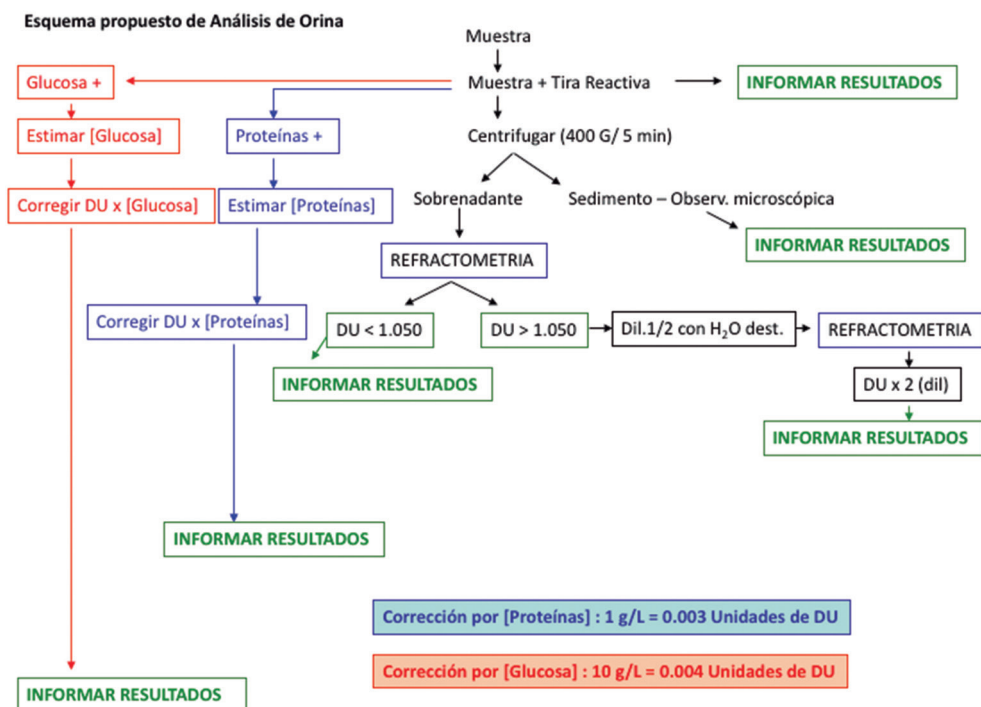 Esquema propuesto de Análisis de Orina
Muestra
Glucosa +
Muestra + Tira Reactiva
INFORMAR RESULTADOS
Estimar [Glucosa]
Proteínas +
Centrifugar (400 G/ 5 min)
Corregir DU x [Glucosa]
Estimar [Proteínas]
Sobrenadante
Sedimento – Observ. microscópica
INFORMAR RESULTADOS
REFRACTOMETRIA
Corregir DU x [Proteínas]
DU < 1.050
DU > 1.050
Dil.1/2 con H₂O dest.
REFRACTOMETRIA
INFORMAR RESULTADOS
DU x 2 (dil)
INFORMAR RESULTADOS
INFORMAR RESULTADOS
Corrección por [Proteínas] : 1 g/L = 0.003 Unidades de DU
Corrección por [Glucosa] : 10 g/L = 0.004 Unidades de DU
INFORMAR RESULTADOS